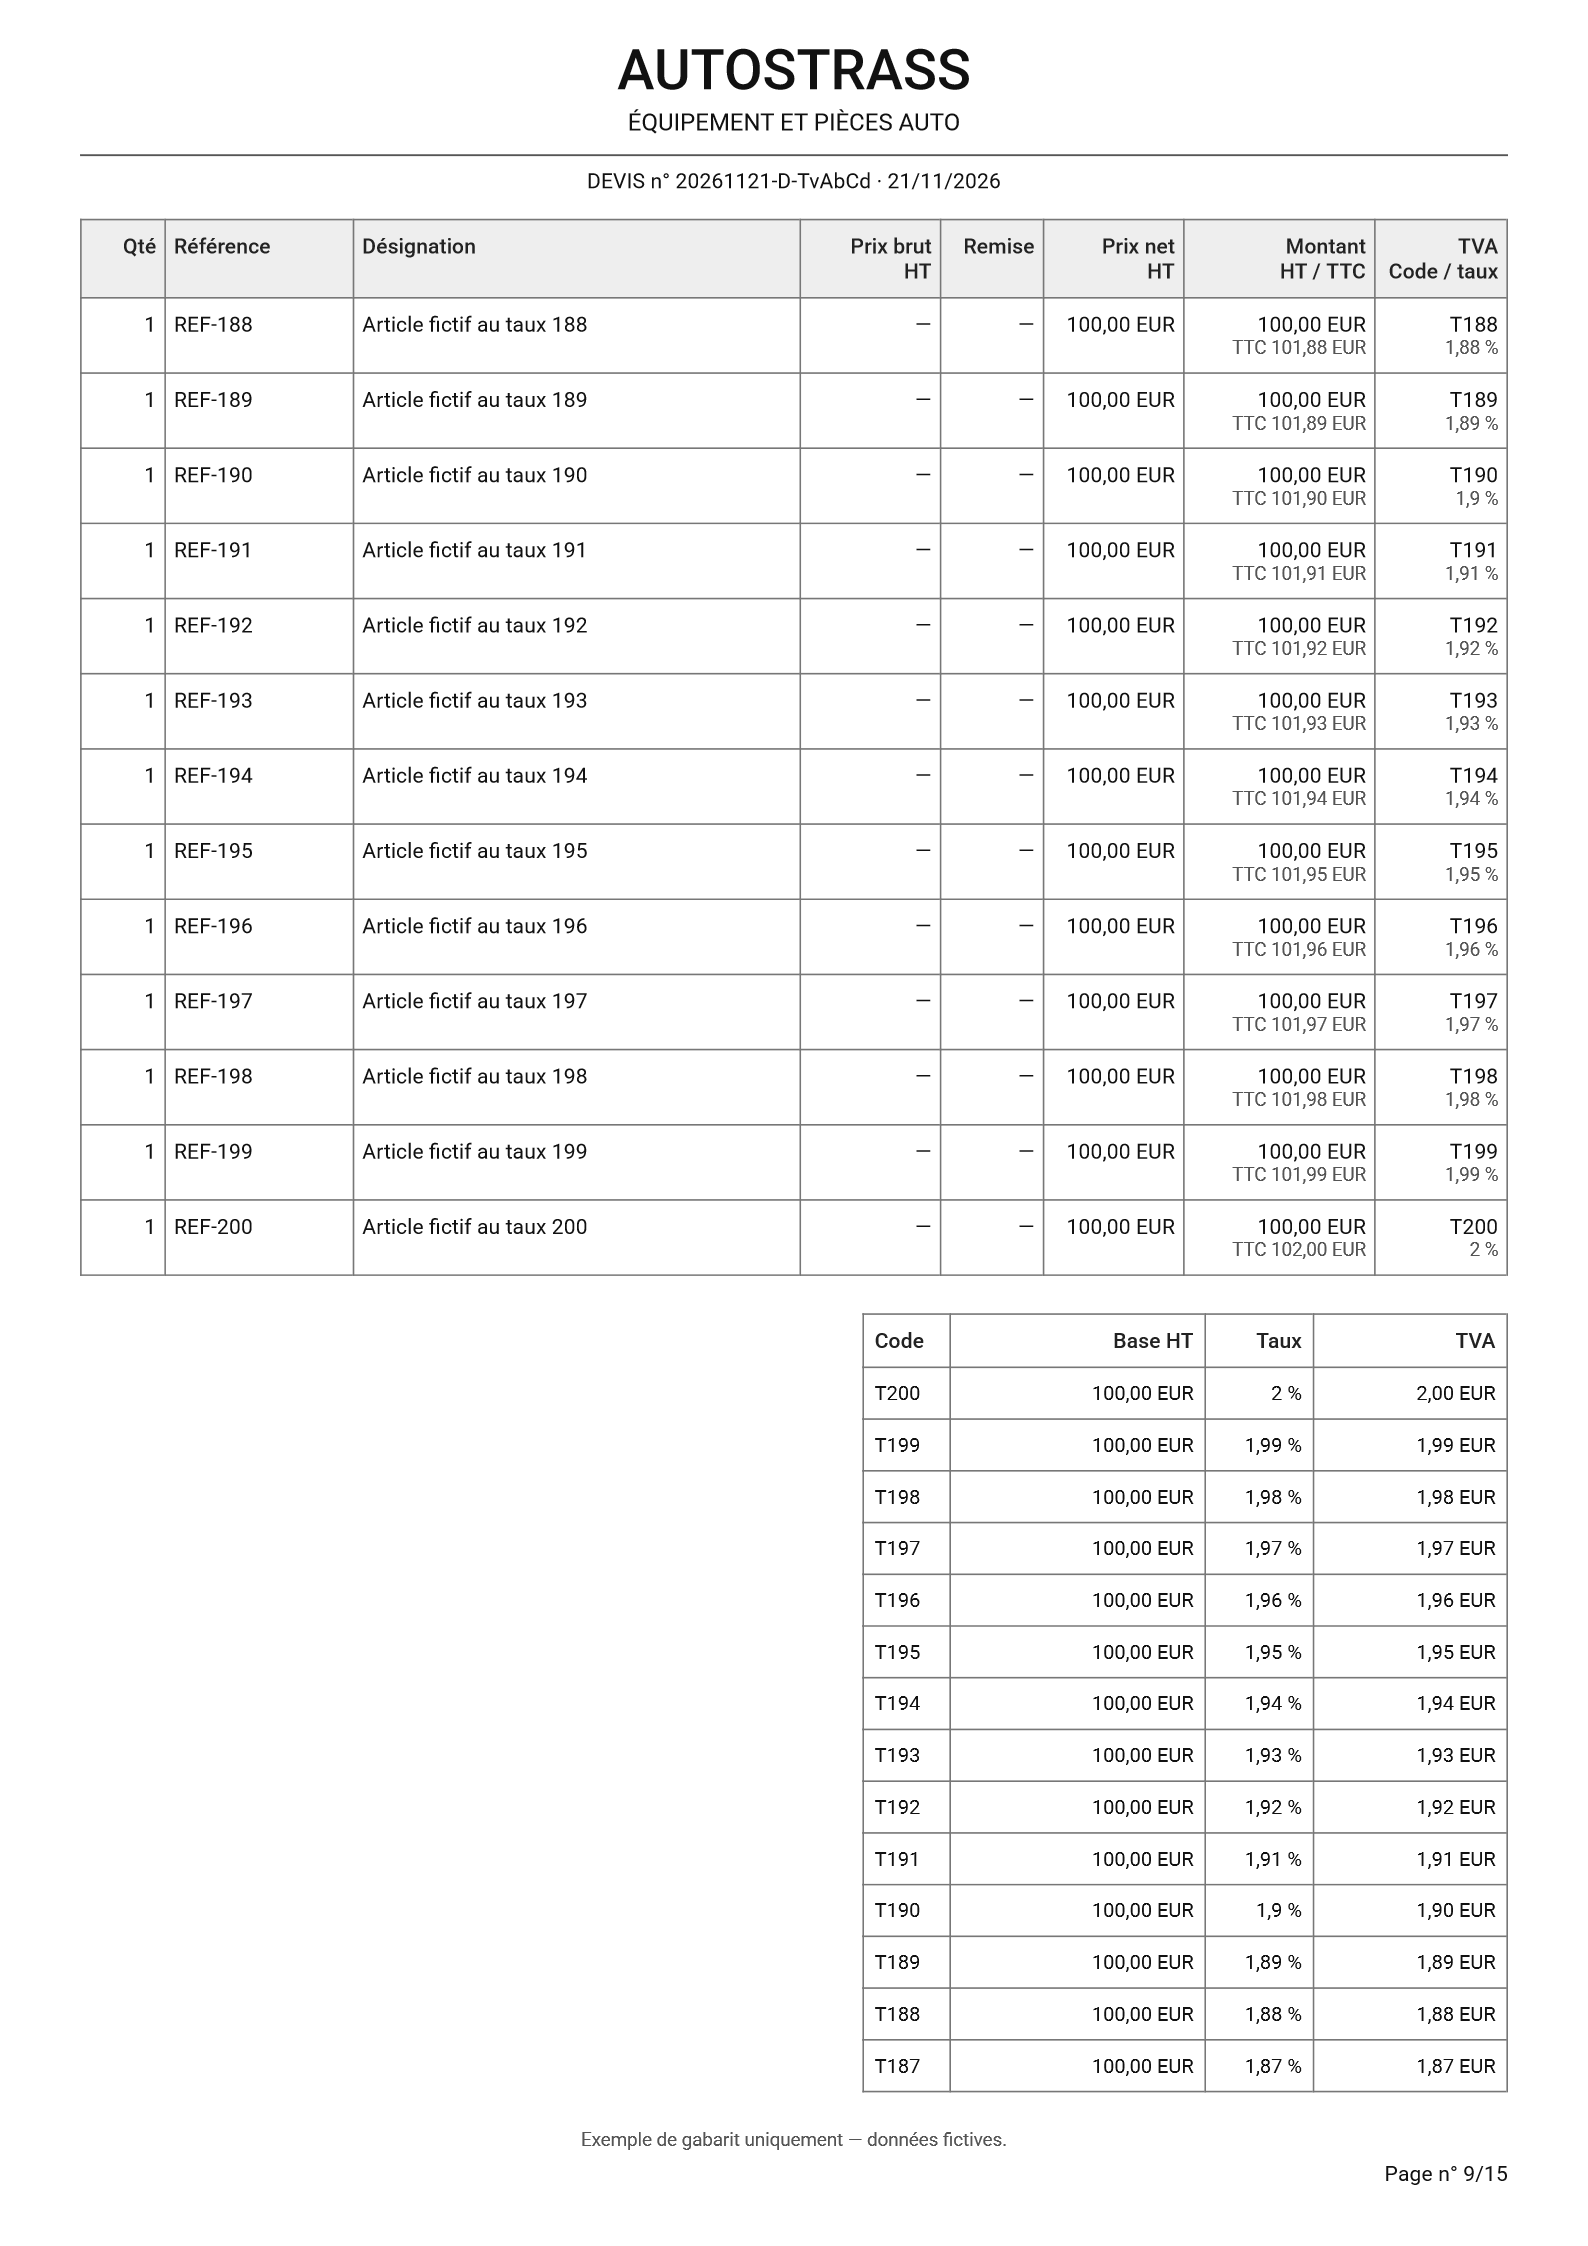 AUTOSTRASS
ÉQUIPEMENT ET PIÈCES AUTO
DEVIS n° 20261121-D-TvAbCd · 21/11/2026
Qté Référence Désignation Prix brut Remise Prix net Montant TVA
HT HT HT / TTC Code / taux
1 REF-188 Article fictif au taux 188 — — 100,00 EUR 100,00 EUR T188
TTC 101,88 EUR 1,88 %
1 REF-189 Article fictif au taux 189 — — 100,00 EUR 100,00 EUR T189
TTC 101,89 EUR 1,89 %
1 REF-190 Article fictif au taux 190 — — 100,00 EUR 100,00 EUR T190
TTC 101,90 EUR 1,9 %
1 REF-191 Article fictif au taux 191 — — 100,00 EUR 100,00 EUR T191
TTC 101,91 EUR 1,91 %
1 REF-192 Article fictif au taux 192 — — 100,00 EUR 100,00 EUR T192
TTC 101,92 EUR 1,92 %
1 REF-193 Article fictif au taux 193 — — 100,00 EUR 100,00 EUR T193
TTC 101,93 EUR 1,93 %
1 REF-194 Article fictif au taux 194 — — 100,00 EUR 100,00 EUR T194
TTC 101,94 EUR 1,94 %
1 REF-195 Article fictif au taux 195 — — 100,00 EUR 100,00 EUR T195
TTC 101,95 EUR 1,95 %
1 REF-196 Article fictif au taux 196 — — 100,00 EUR 100,00 EUR T196
TTC 101,96 EUR 1,96 %
1 REF-197 Article fictif au taux 197 — — 100,00 EUR 100,00 EUR T197
TTC 101,97 EUR 1,97 %
1 REF-198 Article fictif au taux 198 — — 100,00 EUR 100,00 EUR T198
TTC 101,98 EUR 1,98 %
1 REF-199 Article fictif au taux 199 — — 100,00 EUR 100,00 EUR T199
TTC 101,99 EUR 1,99 %
1 REF-200 Article fictif au taux 200 — — 100,00 EUR 100,00 EUR T200
TTC 102,00 EUR 2 %
Code Base HT Taux TVA
T200 100,00 EUR 2 % 2,00 EUR
T199 100,00 EUR 1,99 % 1,99 EUR
T198 100,00 EUR 1,98 % 1,98 EUR
T197 100,00 EUR 1,97 % 1,97 EUR
T196 100,00 EUR 1,96 % 1,96 EUR
T195 100,00 EUR 1,95 % 1,95 EUR
T194 100,00 EUR 1,94 % 1,94 EUR
T193 100,00 EUR 1,93 % 1,93 EUR
T192 100,00 EUR 1,92 % 1,92 EUR
T191 100,00 EUR 1,91 % 1,91 EUR
T190 100,00 EUR 1,9 % 1,90 EUR
T189 100,00 EUR 1,89 % 1,89 EUR
T188 100,00 EUR 1,88 % 1,88 EUR
T187 100,00 EUR 1,87 % 1,87 EUR
Exemple de gabarit uniquement — données fictives.
Page n° 9/15